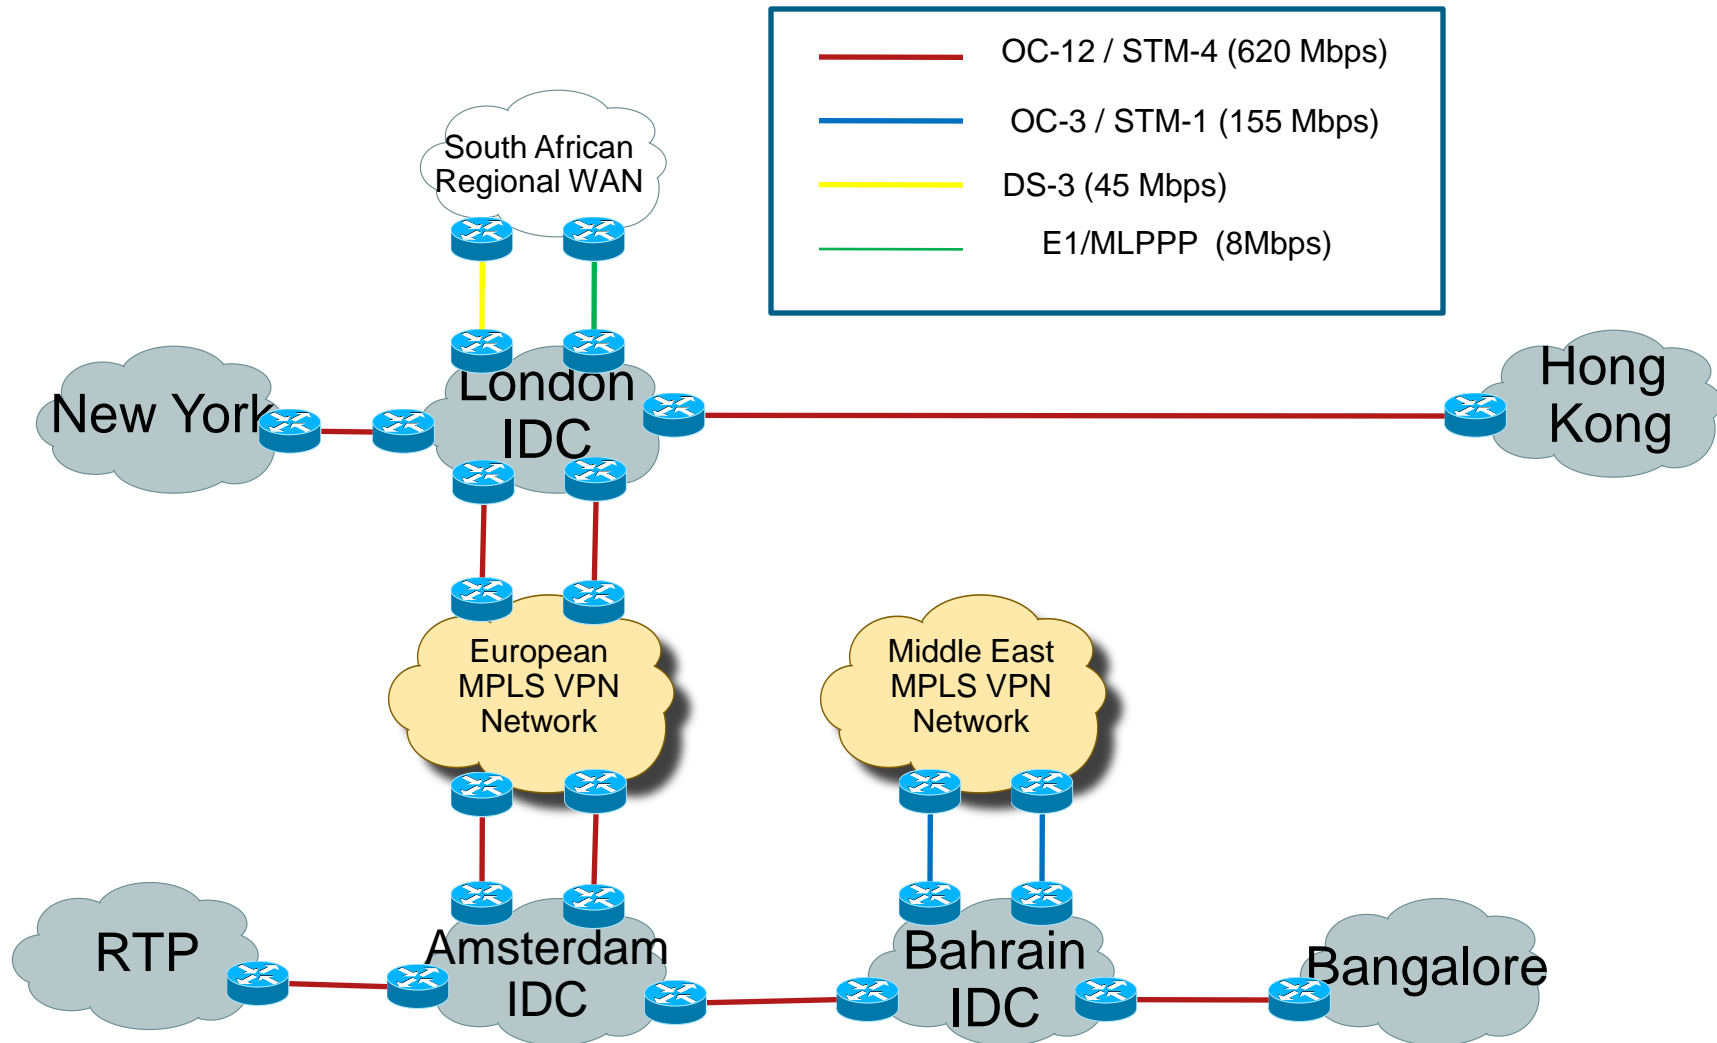 OC-12 / STM-4 (620 Mbps)
OC-3 / STM-1 (155 Mbps)
DS-3 (45 Mbps)
E1/MLPPP (8Mbps)
South African
Regional WAN
New York
London
IDC
Hong
Kong
European
MPLS VPN
Network
Middle East
MPLS VPN
Network
RTP
Amsterdam
IDC
Bahrain
IDC
Bangalore